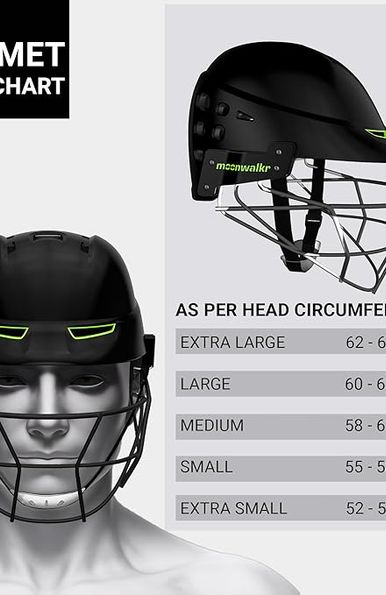 MET
CHART
moonwalkr
AS PER HEAD CIRCUMFE
EXTRA LARGE 62 - 6
LARGE 60 - 6
MEDIUM 58 - 6
SMALL 55 - 5
EXTRA SMALL 52 - 5